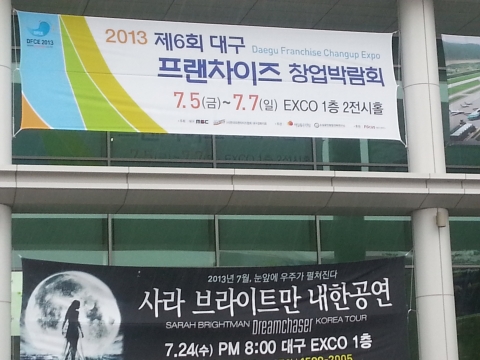 DFCE 2013
2013 제6회 대구 Daegu Franchise Changup Expo
프랜차이즈 창업박람회
7.5(금)~7.7(일) EXCO 1층 2전시홀
MBC
2013년 7월, 눈앞에 우주가 펼쳐진다
사라 브라이트만 내한공연
SARAH BRIGHTMAN Dreamchaser KOREA TOUR
7.24(수) PM 8:00 대구 EXCO 1층